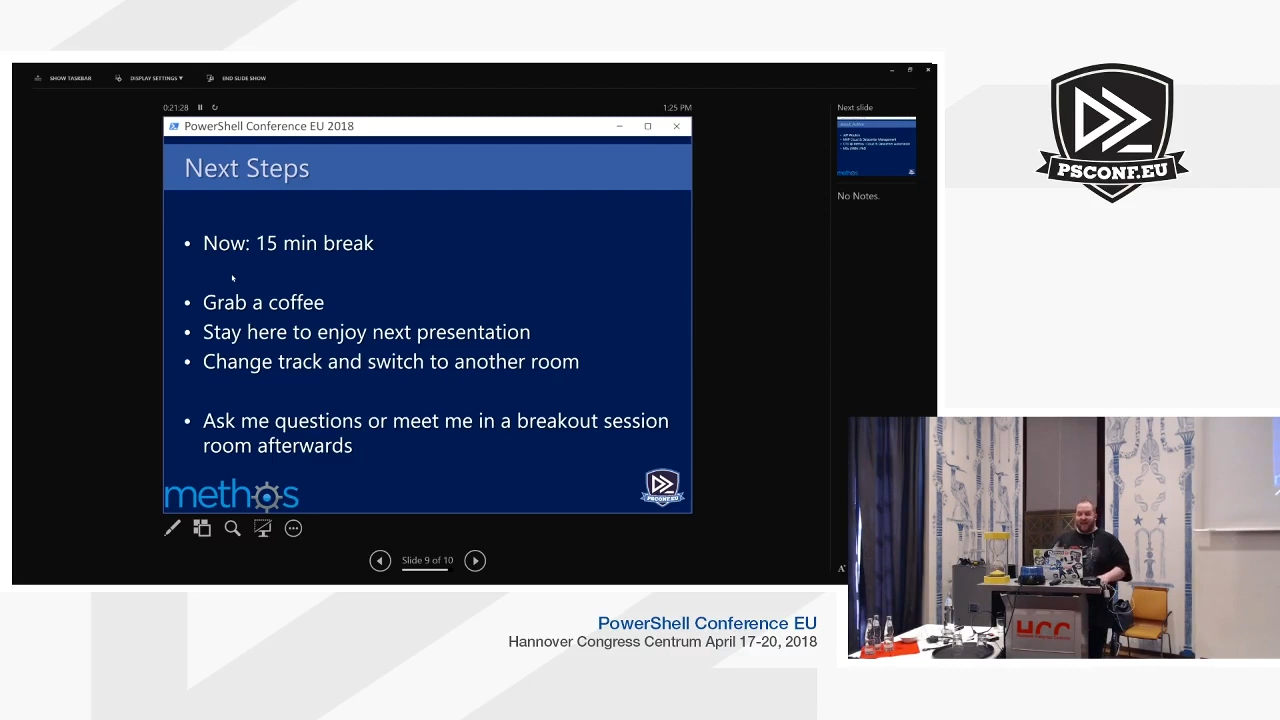 SHOW TASKBAR
DISPLAY SETTINGS ▾
END SLIDE SHOW
0:21:28
1:25 PM
Next slide
PowerShell Conference EU 2018
Next Steps
• Now: 15 min break
• Grab a coffee
• Stay here to enjoy next presentation
• Change track and switch to another room
• Ask me questions or meet me in a breakout session
room afterwards
methos
PSCONF.EU
No Notes.
methos
Slide 9 of 10
PSCONF.EU
HCC
PowerShell Conference EU
Hannover Congress Centrum April 17-20, 2018